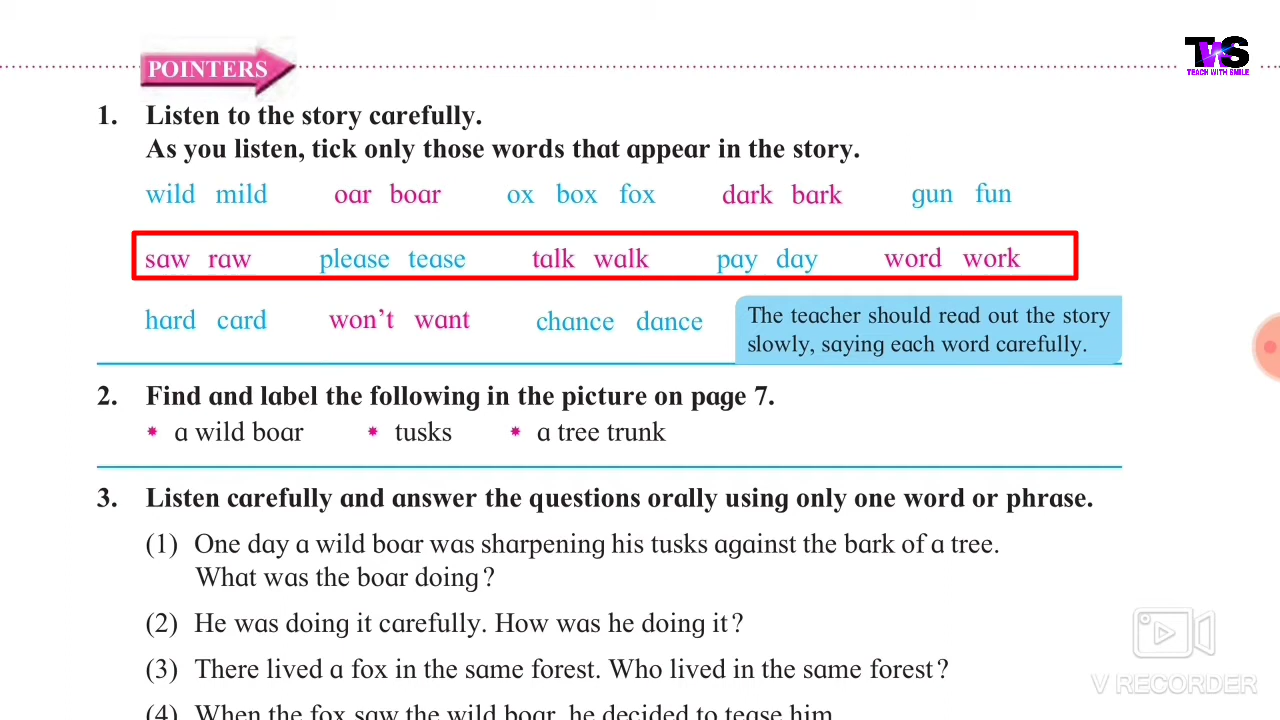 TWS
TEACH WITH SMILE
POINTERS
1. Listen to the story carefully.
As you listen, tick only those words that appear in the story.
wild mild oar boar ox box fox dark bark gun fun
saw raw please tease talk walk pay day word work
hard card won't want chance dance
The teacher should read out the story
slowly, saying each word carefully.
2. Find and label the following in the picture on page 7.
* a wild boar * tusks * a tree trunk
3. Listen carefully and answer the questions orally using only one word or phrase.
(1) One day a wild boar was sharpening his tusks against the bark of a tree.
What was the boar doing?
(2) He was doing it carefully. How was he doing it?
(3) There lived a fox in the same forest. Who lived in the same forest?
(4) When the fox saw the wild boar, he decided to tease him.
V RECORDER